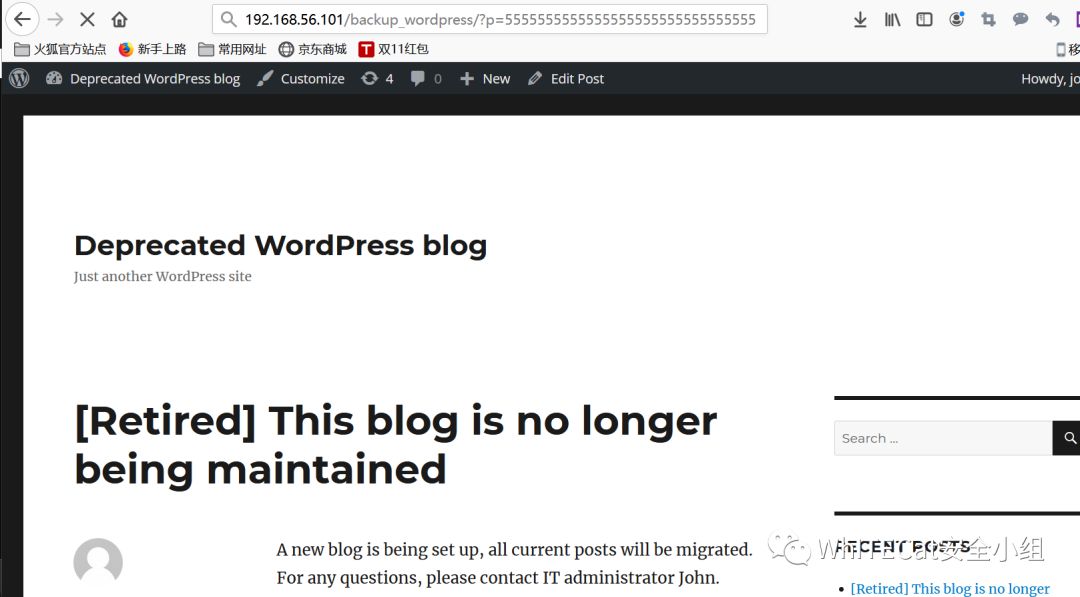 192.168.56.101/backup_wordpress/?p=55555555555555555555555555555555
火狐官方站点 新手上路 常用网址 京东商城 T 双11红包 移
Deprecated WordPress blog Customize 4 0 New Edit Post Howdy, jo
Deprecated WordPress blog
Just another WordPress site
[Retired] This blog is no longer
being maintained
Search ...
A new blog is being set up, all current posts will be migrated.
For any questions, please contact IT administrator John.
RECENT POSTS
WhITECat安全小组
[Retired] This blog is no longer